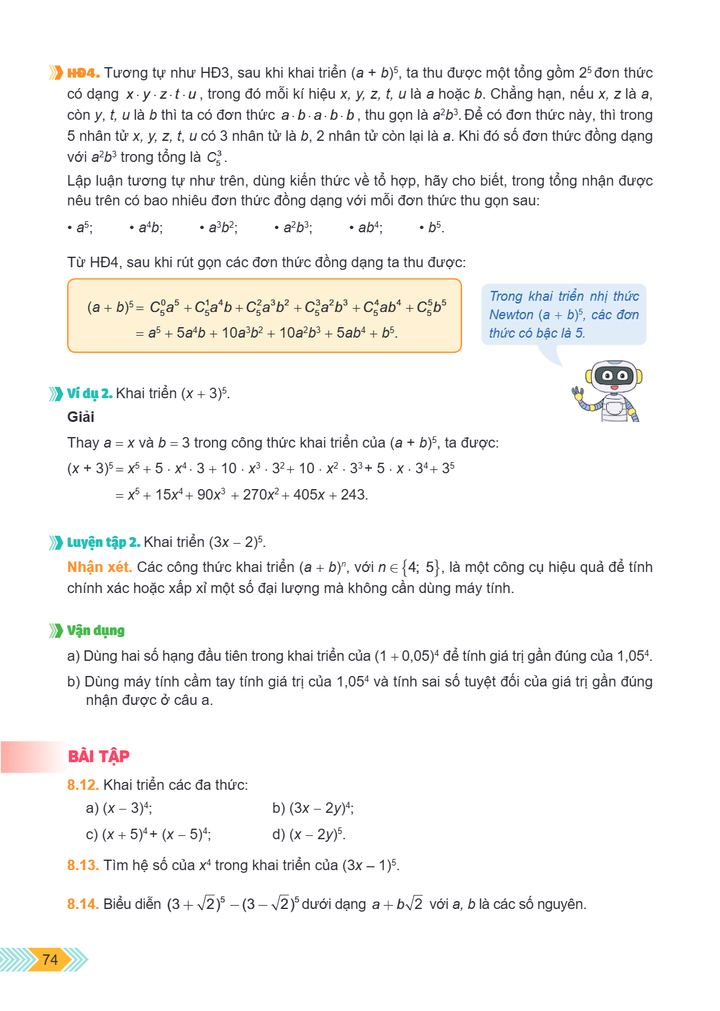 HĐ4. Tương tự như HĐ3, sau khi khai triển (a + b)⁵, ta thu được một tổng gồm 2⁵ đơn thức
có dạng x · y · z · t · u, trong đó mỗi kí hiệu x, y, z, t, u là a hoặc b. Chẳng hạn, nếu x, z là a,
còn y, t, u là b thì ta có đơn thức a · b · a · b · b, thu gọn là a²b³. Để có đơn thức này, thì trong
5 nhân tử x, y, z, t, u có 3 nhân tử là b, 2 nhân tử còn lại là a. Khi đó số đơn thức đồng dạng
với a²b³ trong tổng là C₅³.
Lập luận tương tự như trên, dùng kiến thức về tổ hợp, hãy cho biết, trong tổng nhận được
nêu trên có bao nhiêu đơn thức đồng dạng với mỗi đơn thức thu gọn sau:
• a⁵; • a⁴b; • a³b²; • a²b³; • ab⁴; • b⁵.
Từ HĐ4, sau khi rút gọn các đơn thức đồng dạng ta thu được:
(a + b)⁵ = C₅⁰a⁵ + C₅¹a⁴b + C₅²a³b² + C₅³a²b³ + C₅⁴ab⁴ + C₅⁵b⁵
= a⁵ + 5a⁴b + 10a³b² + 10a²b³ + 5ab⁴ + b⁵.
Trong khai triển nhị thức
Newton (a + b)⁵, các đơn
thức có bậc là 5.
Ví dụ 2. Khai triển (x + 3)⁵.
Giải
Thay a = x và b = 3 trong công thức khai triển của (a + b)⁵, ta được:
(x + 3)⁵ = x⁵ + 5 · x⁴ · 3 + 10 · x³ · 3² + 10 · x² · 3³ + 5 · x · 3⁴ + 3⁵
= x⁵ + 15x⁴ + 90x³ + 270x² + 405x + 243.
Luyện tập 2. Khai triển (3x – 2)⁵.
Nhận xét. Các công thức khai triển (a + b)ⁿ, với n ∈ {4; 5}, là một công cụ hiệu quả để tính
chính xác hoặc xấp xỉ một số đại lượng mà không cần dùng máy tính.
Vận dụng
a) Dùng hai số hạng đầu tiên trong khai triển của (1 + 0,05)⁴ để tính giá trị gần đúng của 1,05⁴.
b) Dùng máy tính cầm tay tính giá trị của 1,05⁴ và tính sai số tuyệt đối của giá trị gần đúng
nhận được ở câu a.
BÀI TẬP
8.12. Khai triển các đa thức:
a) (x – 3)⁴; b) (3x – 2y)⁴;
c) (x + 5)⁴ + (x – 5)⁴; d) (x – 2y)⁵.
8.13. Tìm hệ số của x⁴ trong khai triển của (3x – 1)⁵.
8.14. Biểu diễn (3 + √2)⁵ – (3 – √2)⁵ dưới dạng a + b√2 với a, b là các số nguyên.
74